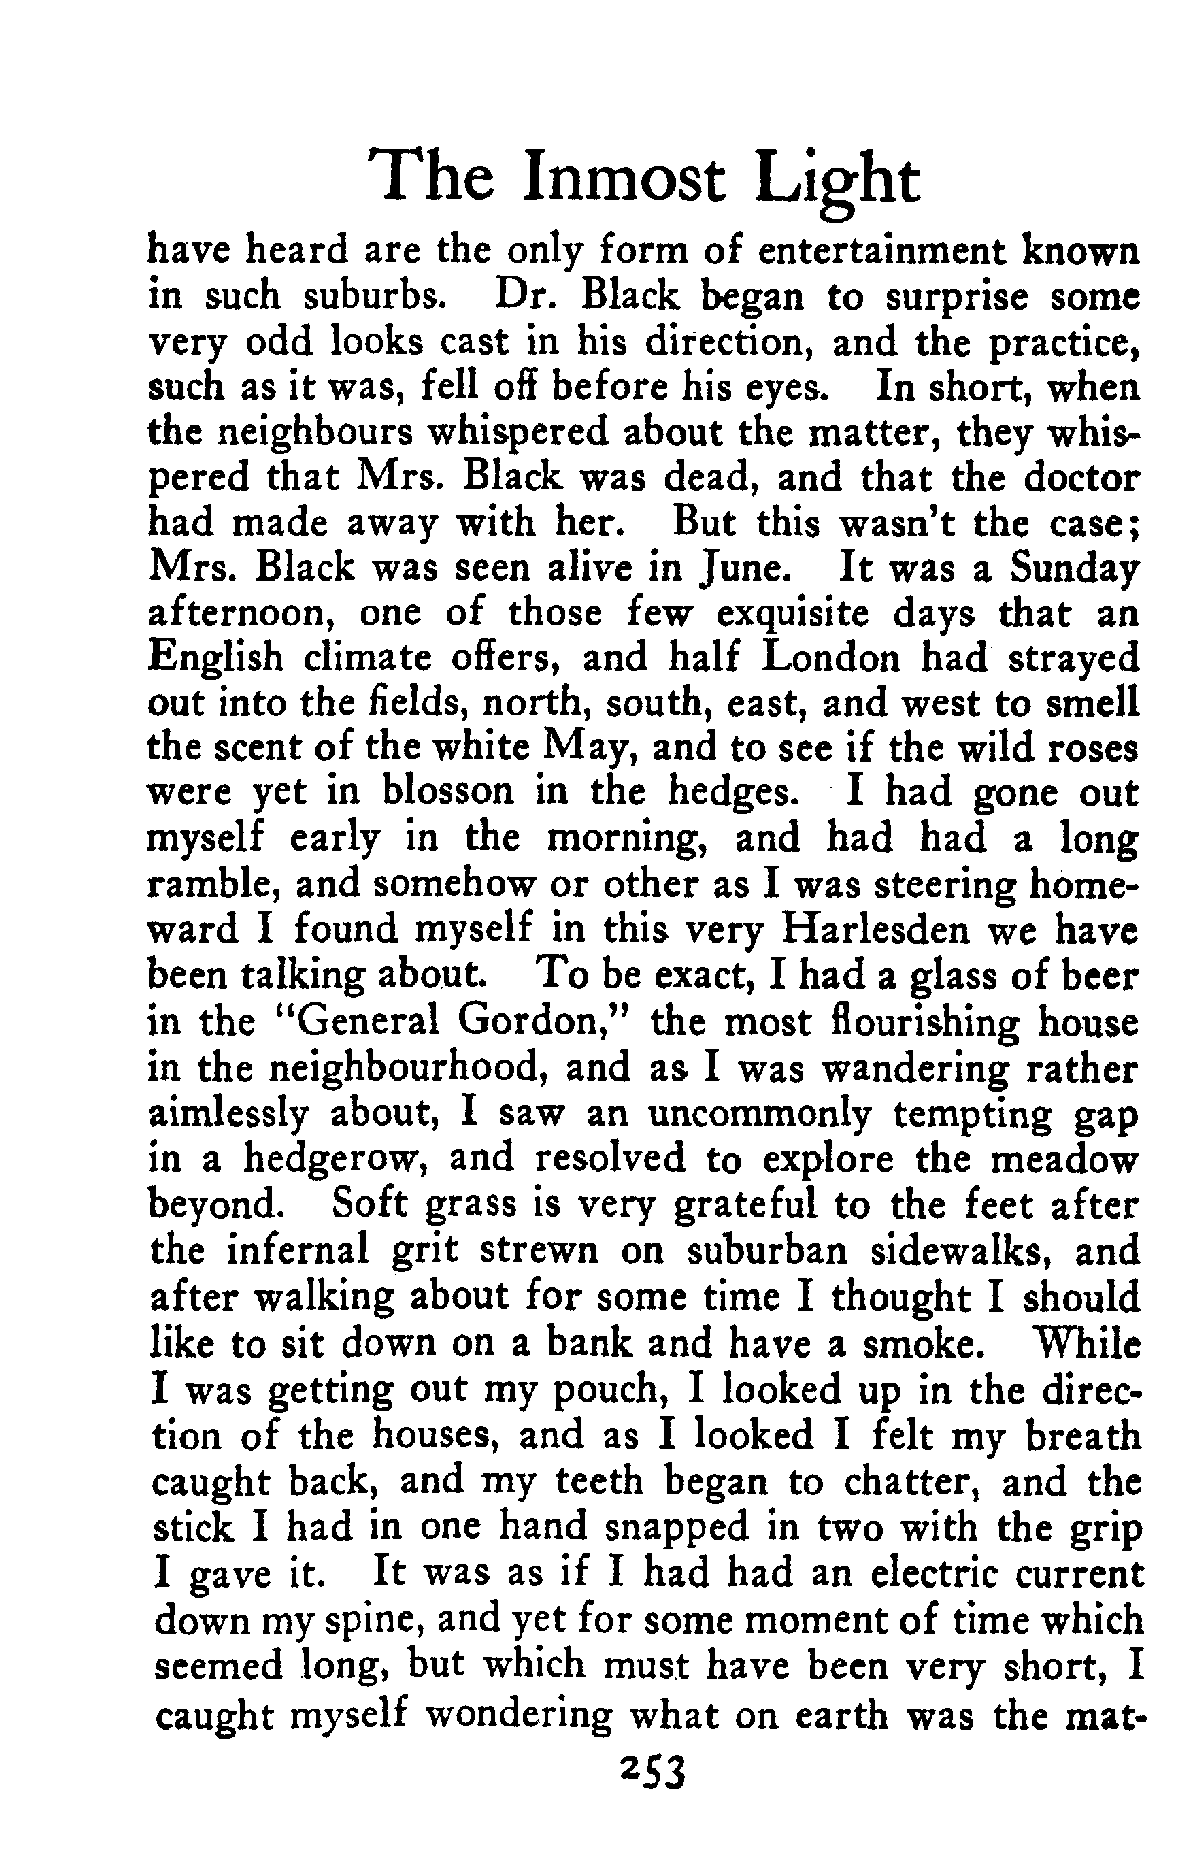 The Inmost Light
have heard are the only form of entertainment known
in such suburbs. Dr. Black began to surprise some
very odd looks cast in his direction, and the practice,
such as it was, fell off before his eyes. In short, when
the neighbours whispered about the matter, they whis-
pered that Mrs. Black was dead, and that the doctor
had made away with her. But this wasn't the case;
Mrs. Black was seen alive in June. It was a Sunday
afternoon, one of those few exquisite days that an
English climate offers, and half London had strayed
out into the fields, north, south, east, and west to smell
the scent of the white May, and to see if the wild roses
were yet in blosson in the hedges. I had gone out
myself early in the morning, and had had a long
ramble, and somehow or other as I was steering home-
ward I found myself in this very Harlesden we have
been talking about. To be exact, I had a glass of beer
in the "General Gordon," the most flourishing house
in the neighbourhood, and as I was wandering rather
aimlessly about, I saw an uncommonly tempting gap
in a hedgerow, and resolved to explore the meadow
beyond. Soft grass is very grateful to the feet after
the infernal grit strewn on suburban sidewalks, and
after walking about for some time I thought I should
like to sit down on a bank and have a smoke. While
I was getting out my pouch, I looked up in the direc-
tion of the houses, and as I looked I felt my breath
caught back, and my teeth began to chatter, and the
stick I had in one hand snapped in two with the grip
I gave it. It was as if I had had an electric current
down my spine, and yet for some moment of time which
seemed long, but which must have been very short, I
caught myself wondering what on earth was the mat-
253